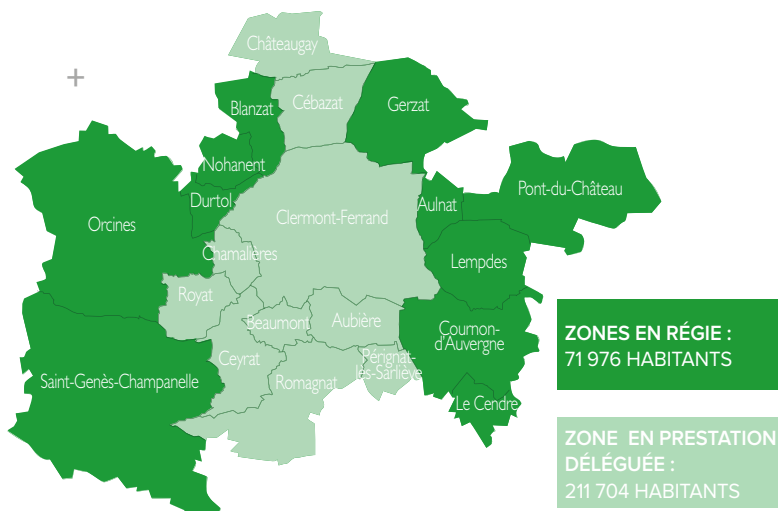 Châteaugay
Blanzat
Cébazat
Gerzat
Nohanent
Durtol
Pont-du-Château
Aulnat
Orcines
Clermont-Ferrand
Chamalières
Lempdes
Royat
Beaumont
Aubière
Cournon-
d'Auvergne
Ceyrat
Pérignat-
lès-Sarliève
Saint-Genès-Champanelle
Romagnat
Le Cendre
ZONES EN RÉGIE :
71 976 HABITANTS
ZONE EN PRESTATION
DÉLÉGUÉE :
211 704 HABITANTS